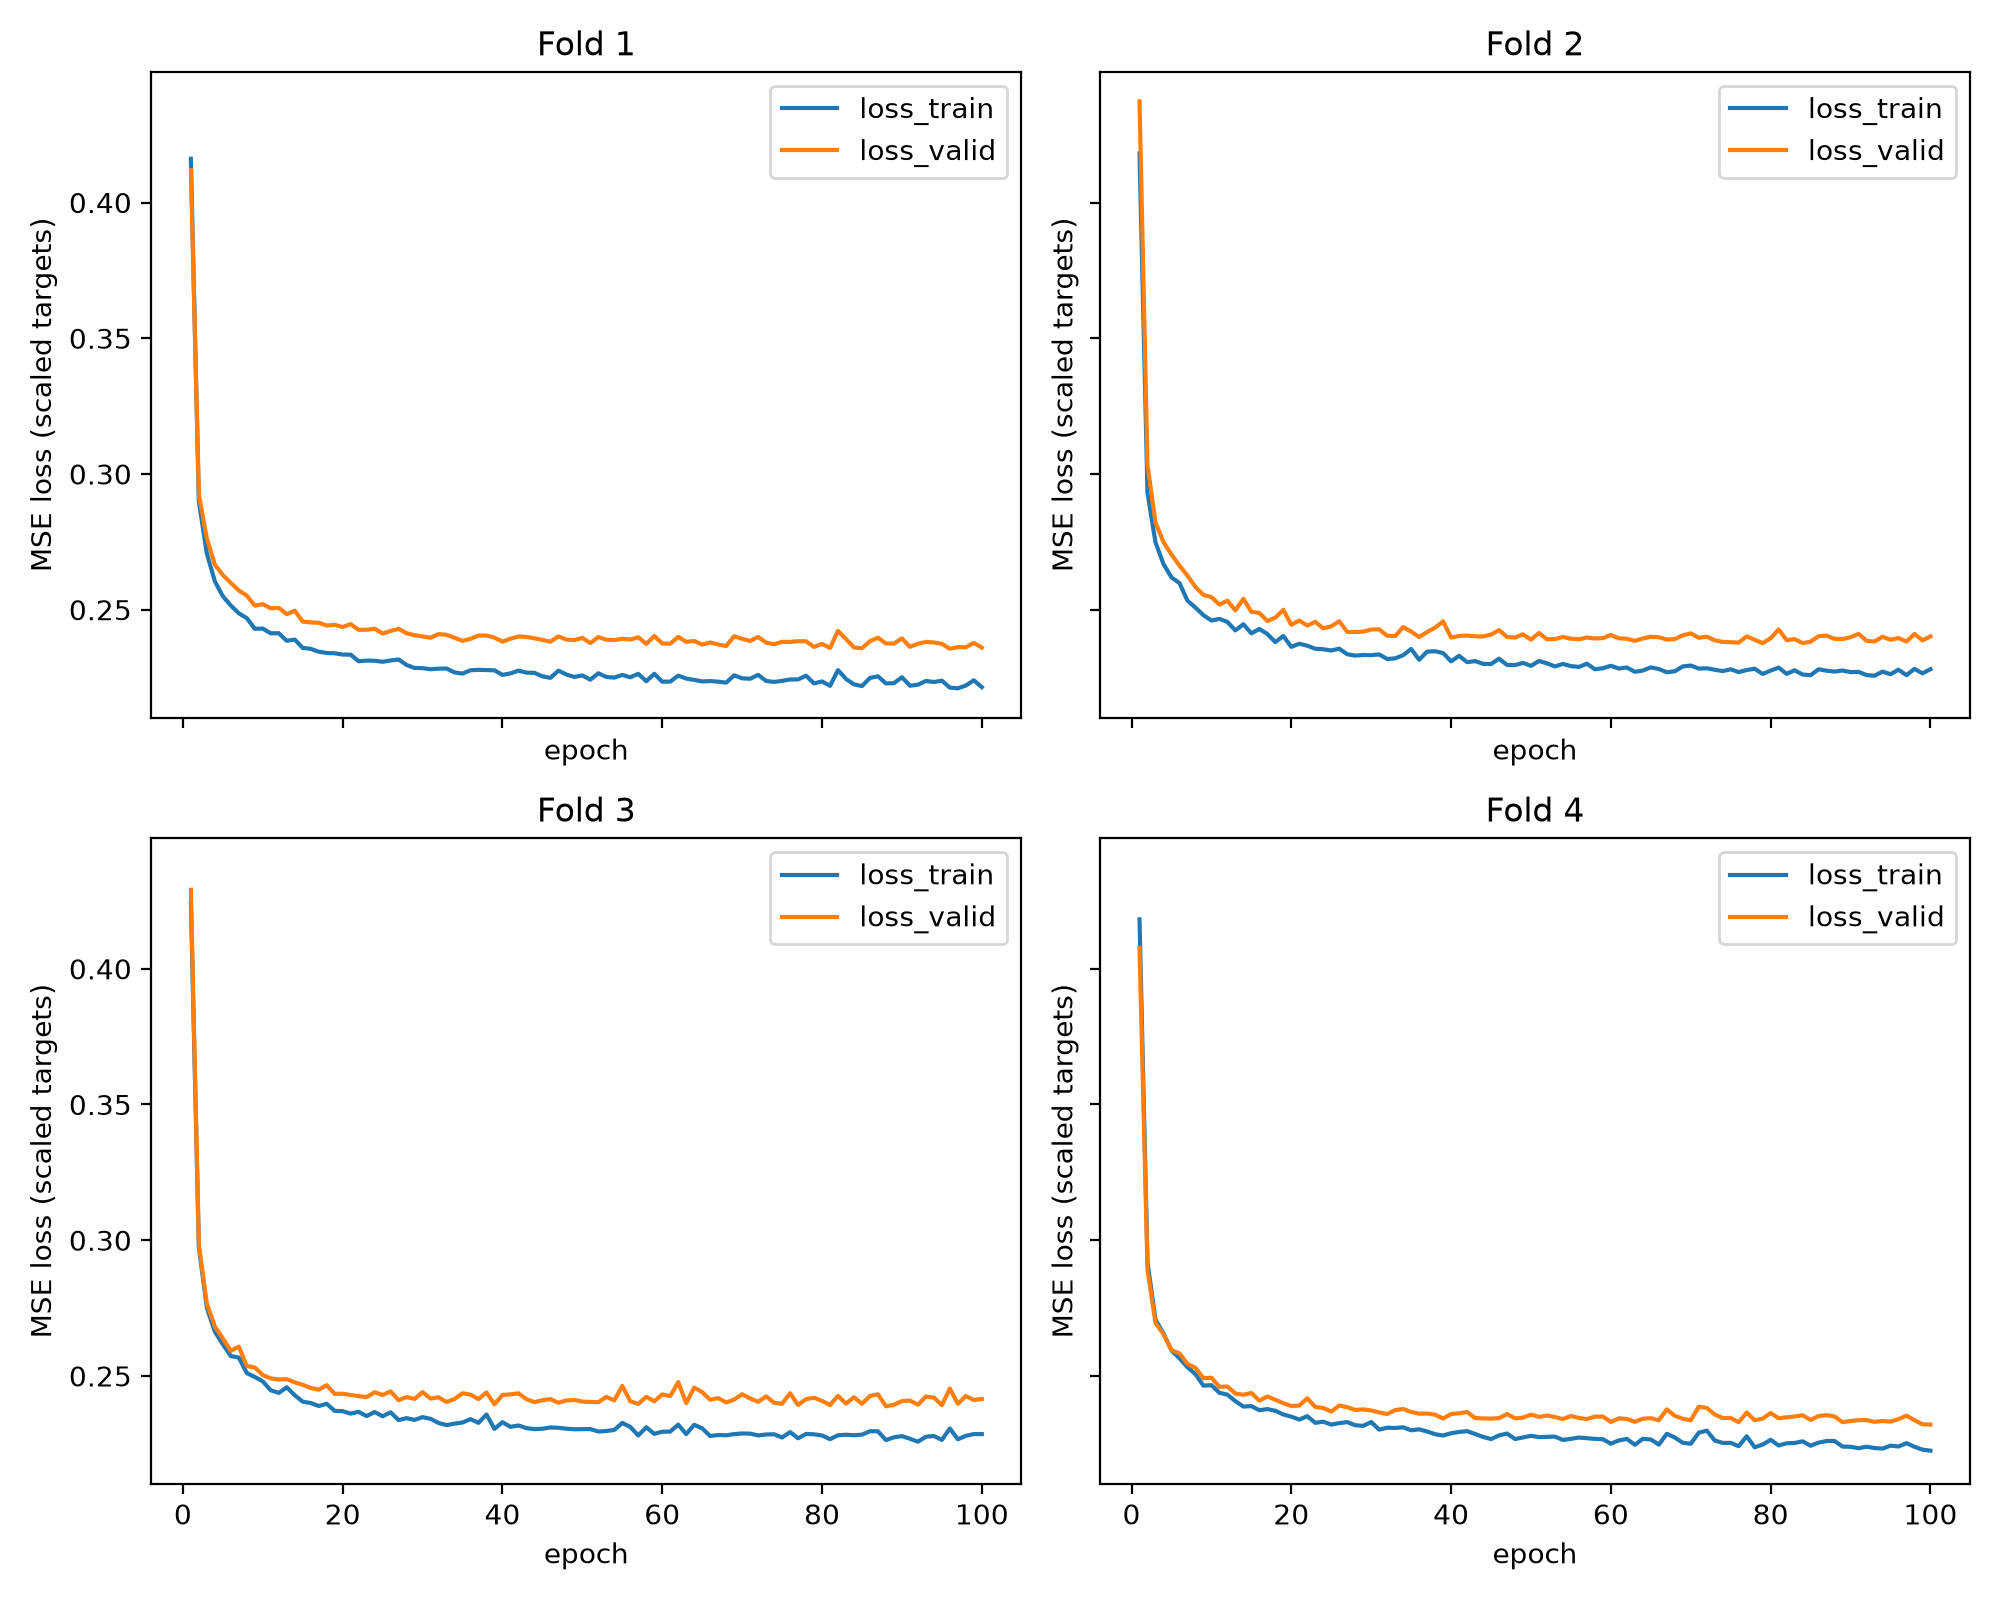 Fold 1
loss_train
loss_valid
MSE loss (scaled targets)
0.40
0.35
0.30
0.25
epoch
Fold 2
loss_train
loss_valid
MSE loss (scaled targets)
epoch
Fold 3
loss_train
loss_valid
MSE loss (scaled targets)
0.40
0.35
0.30
0.25
0 20 40 60 80 100
epoch
Fold 4
loss_train
loss_valid
MSE loss (scaled targets)
0 20 40 60 80 100
epoch